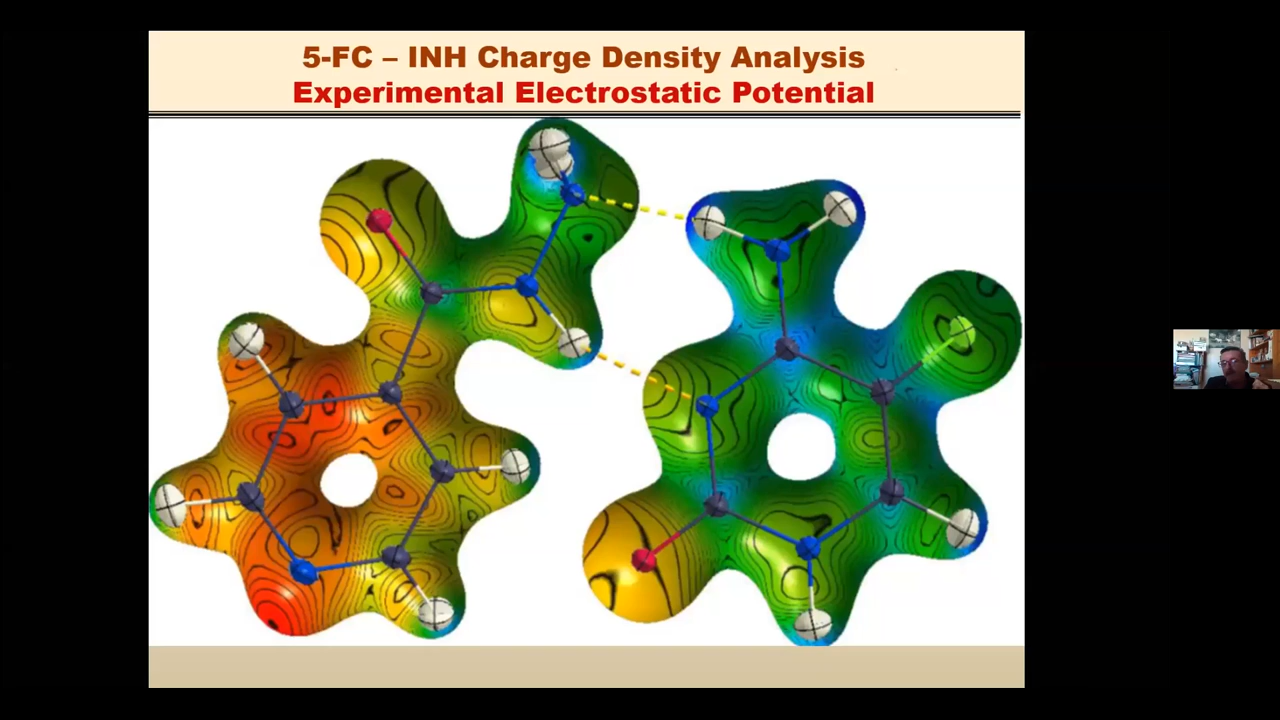 5-FC – INH Charge Density Analysis
Experimental Electrostatic Potential